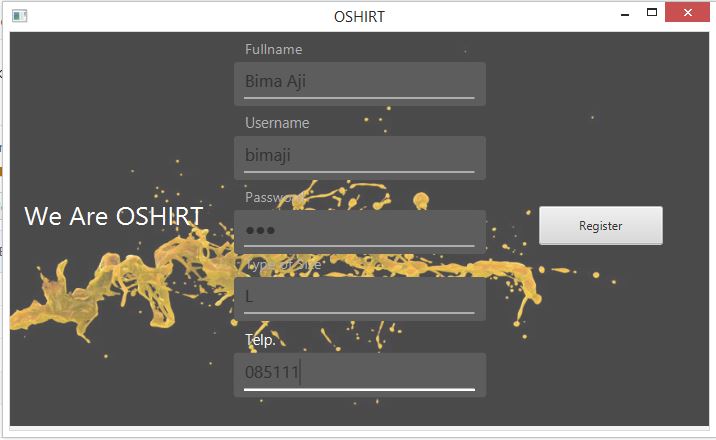 OSHIRT
Fullname
Bima Aji
Username
bimaji
Password
We Are OSHIRT
●●●
Register
Type of Size
L
Telp.
085111